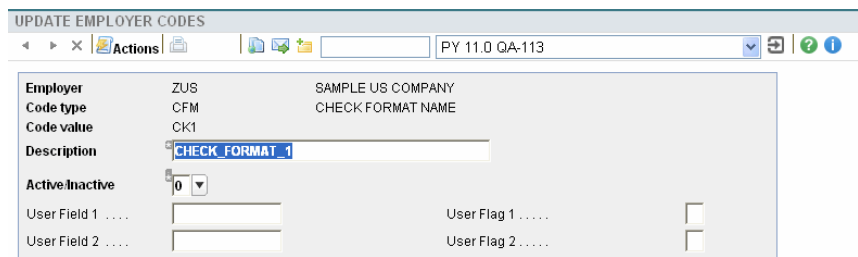 UPDATE EMPLOYER CODES
Actions PY 11.0 QA-113
Employer ZUS SAMPLE US COMPANY
Code type CFM CHECK FORMAT NAME
Code value CK1
Description CHECK_FORMAT_1
Active/Inactive 0
User Field 1 .... User Flag 1 .....
User Field 2 .... User Flag 2 .....